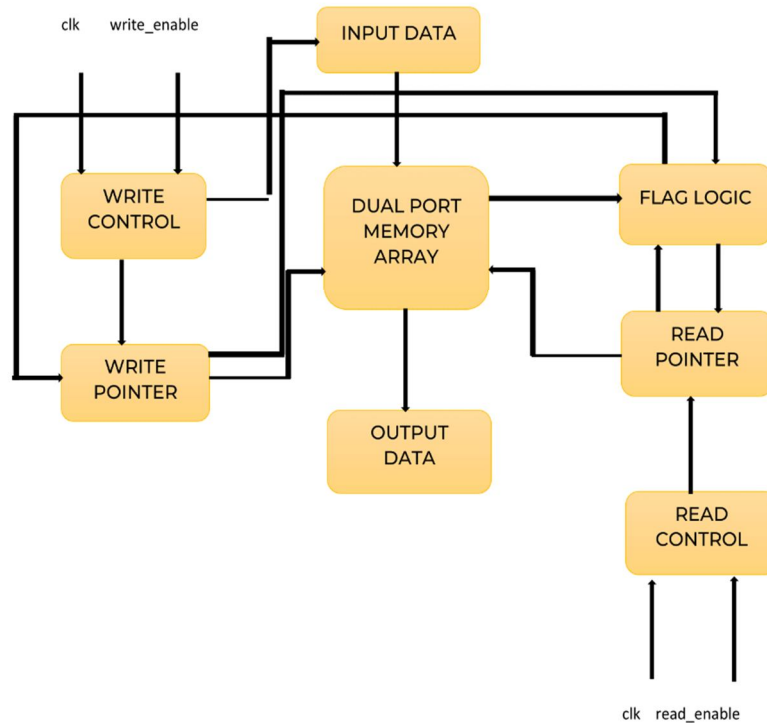 clk write_enable
INPUT DATA
WRITE
CONTROL
DUAL PORT
MEMORY
ARRAY
FLAG LOGIC
WRITE
POINTER
READ
POINTER
OUTPUT
DATA
READ
CONTROL
clk read_enable